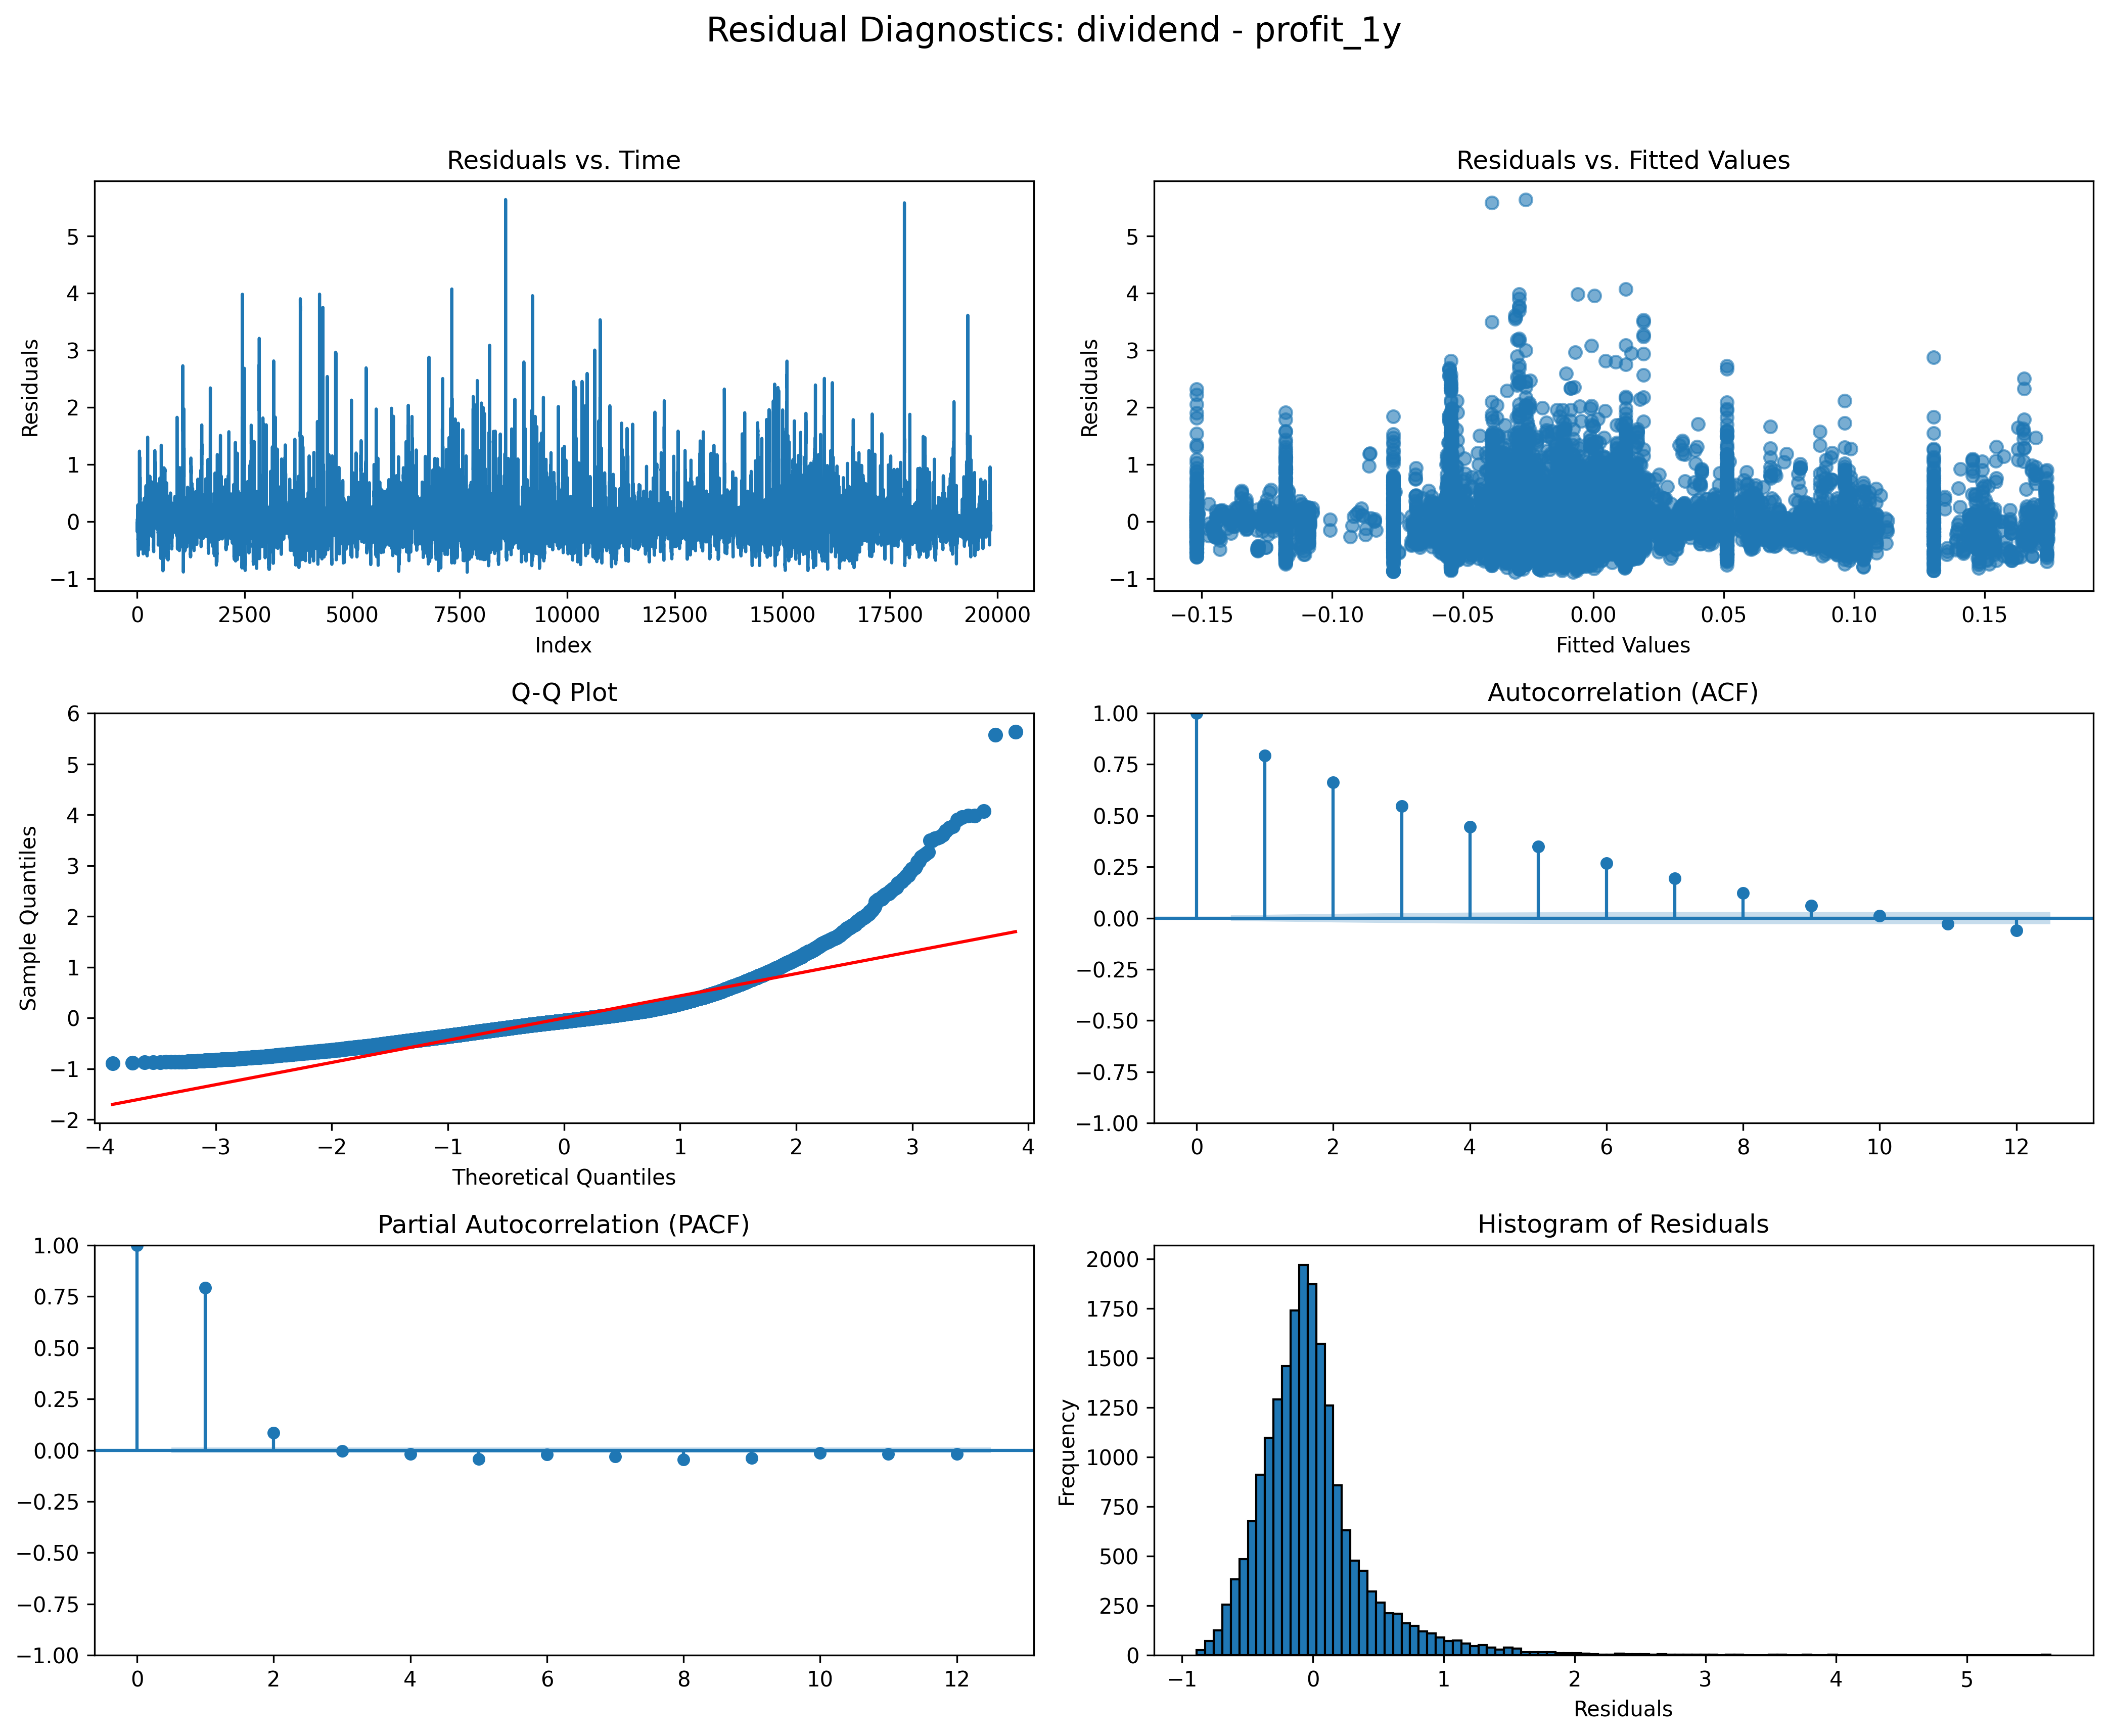 Residual Diagnostics: dividend - profit_1y
Residuals vs. Time
Residuals
5
4
3
2
1
0
−1
0 2500 5000 7500 10000 12500 15000 17500 20000
Index
Residuals vs. Fitted Values
Residuals
5
4
3
2
1
0
−1
−0.15 −0.10 −0.05 0.00 0.05 0.10 0.15
Fitted Values
Q-Q Plot
Sample Quantiles
6
5
4
3
2
1
0
−1
−2
−4 −3 −2 −1 0 1 2 3 4
Theoretical Quantiles
Autocorrelation (ACF)
1.00
0.75
0.50
0.25
0.00
−0.25
−0.50
−0.75
−1.00
0 2 4 6 8 10 12
Partial Autocorrelation (PACF)
1.00
0.75
0.50
0.25
0.00
−0.25
−0.50
−0.75
−1.00
0 2 4 6 8 10 12
Histogram of Residuals
Frequency
2000
1750
1500
1250
1000
750
500
250
0
−1 0 1 2 3 4 5
Residuals